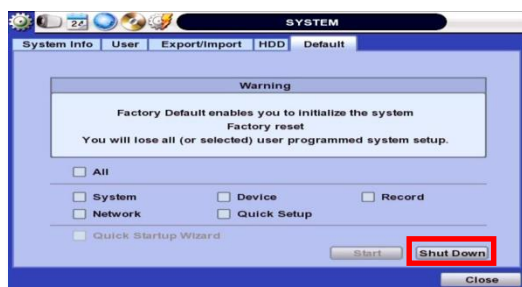 SYSTEM
System Info User Export/Import HDD Default
Warning
Factory Default enables you to initialize the system
Factory reset
You will lose all (or selected) user programmed system setup.
All
System Device Record
Network Quick Setup
Quick Startup Wizard
Start Shut Down
Close